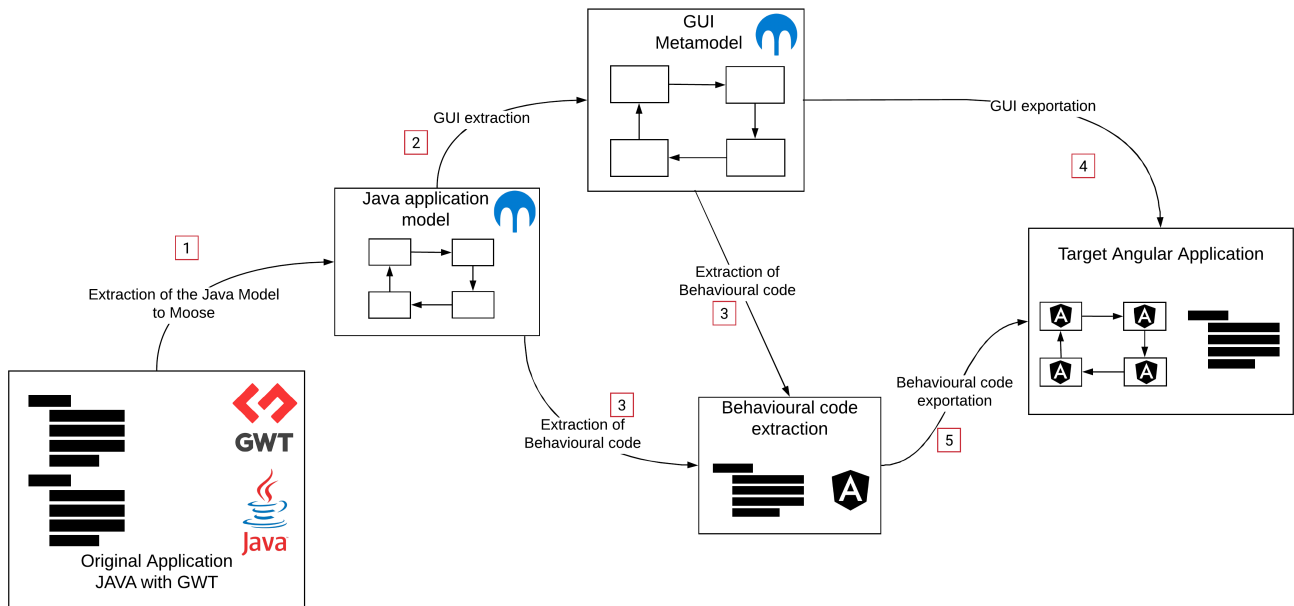 GUI
Metamodel
GUI extraction
2
GUI exportation
4
Java application
model
1
Extraction of the Java Model
to Moose
Extraction of
Behavioural code
3
Target Angular Application
A
A
A
A
GWT
Java
Original Application
JAVA with GWT
3
Extraction of
Behavioural code
Behavioural code
extraction
A
Behavioural code
exportation
5